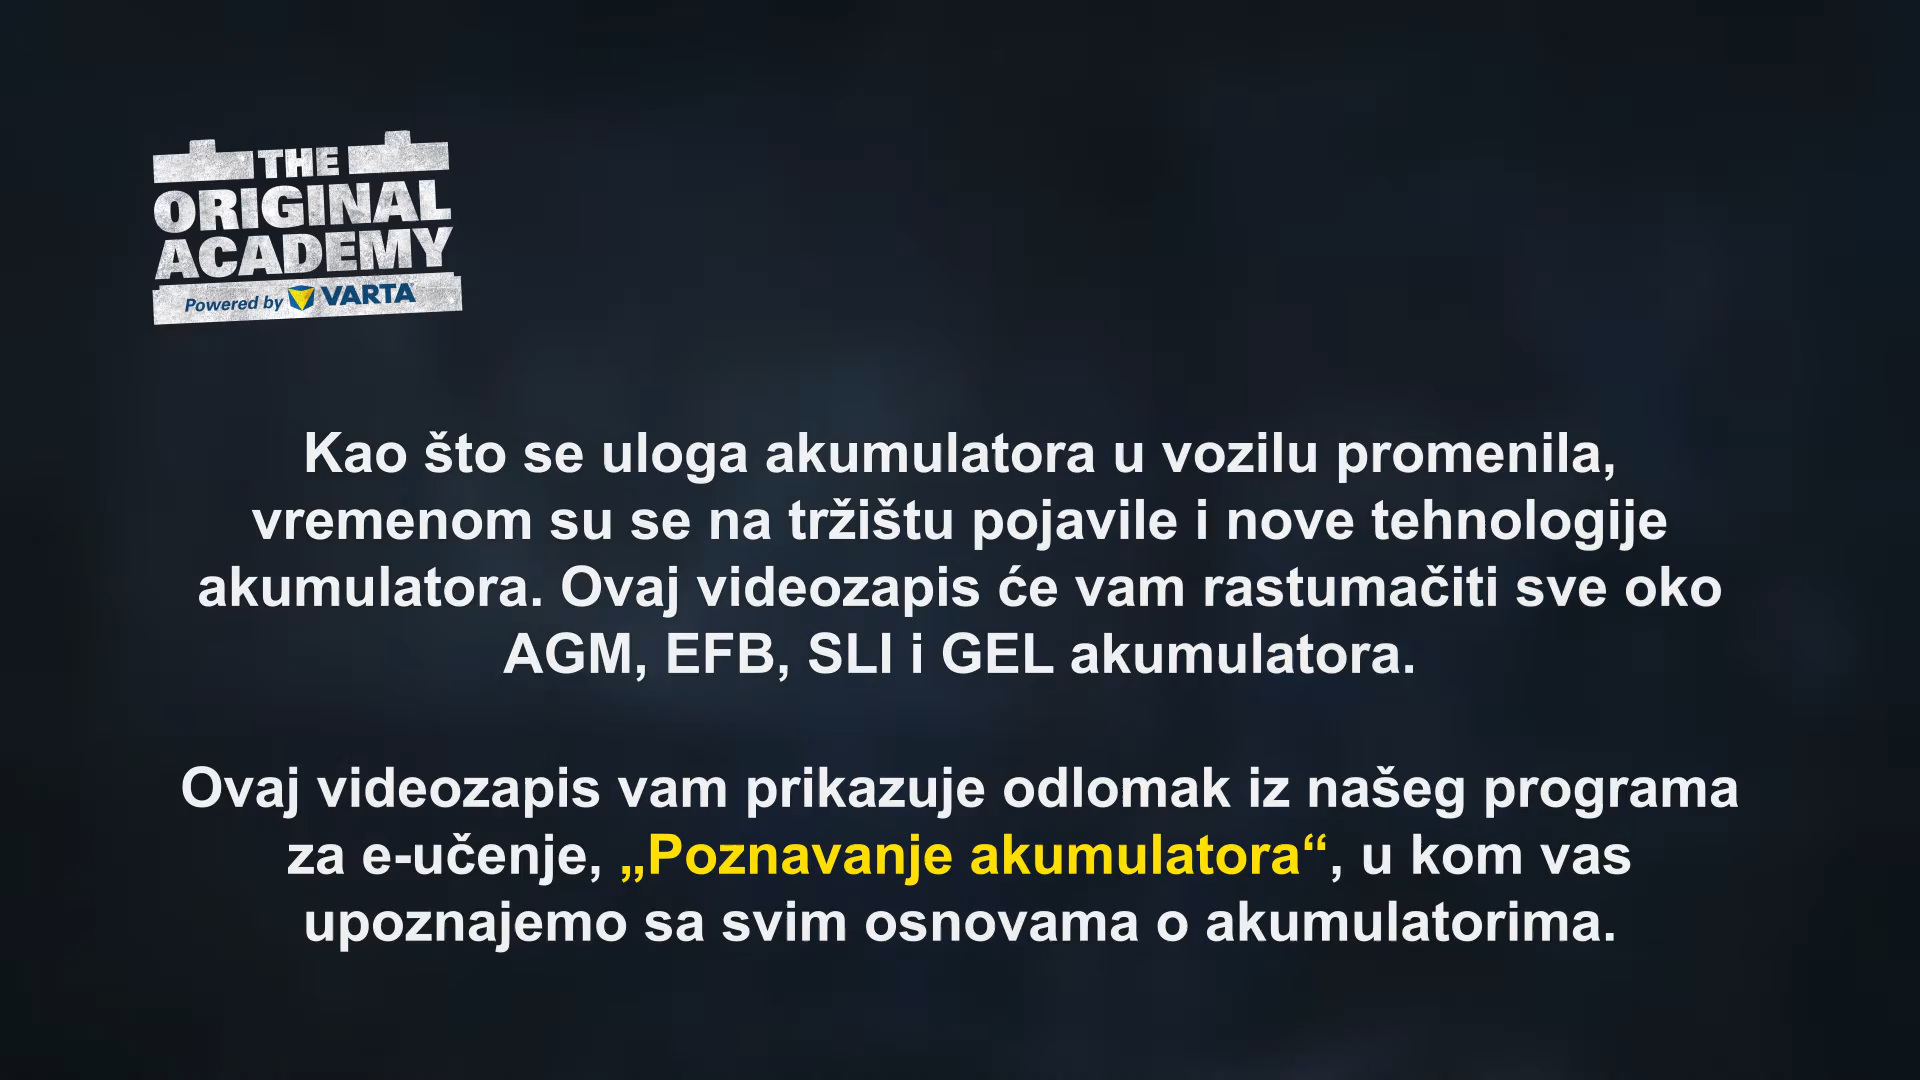 THE
ORIGINAL
ACADEMY
Powered by VARTA
Kao što se uloga akumulatora u vozilu promenila,
vremenom su se na tržištu pojavile i nove tehnologije
akumulatora. Ovaj videozapis će vam rastumačiti sve oko
AGM, EFB, SLI i GEL akumulatora.
Ovaj videozapis vam prikazuje odlomak iz našeg programa
za e-učenje, „Poznavanje akumulatora“, u kom vas
upoznajemo sa svim osnovama o akumulatorima.